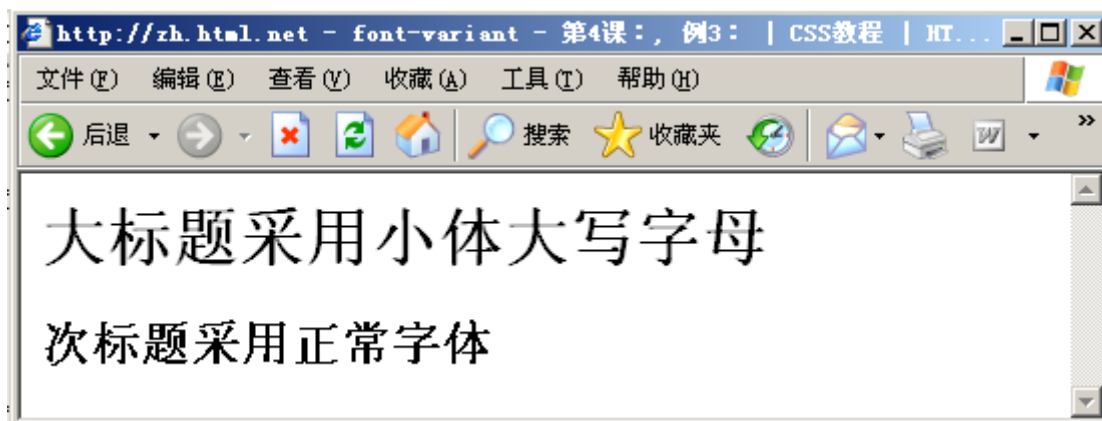 http://zh.html.net - font-variant - 第4课：, 例3： | CSS教程 | HT...
文件(F) 编辑(E) 查看(V) 收藏(A) 工具(T) 帮助(H)
后退 搜索 收藏夹 W »
大标题采用小体大写字母
次标题采用正常字体